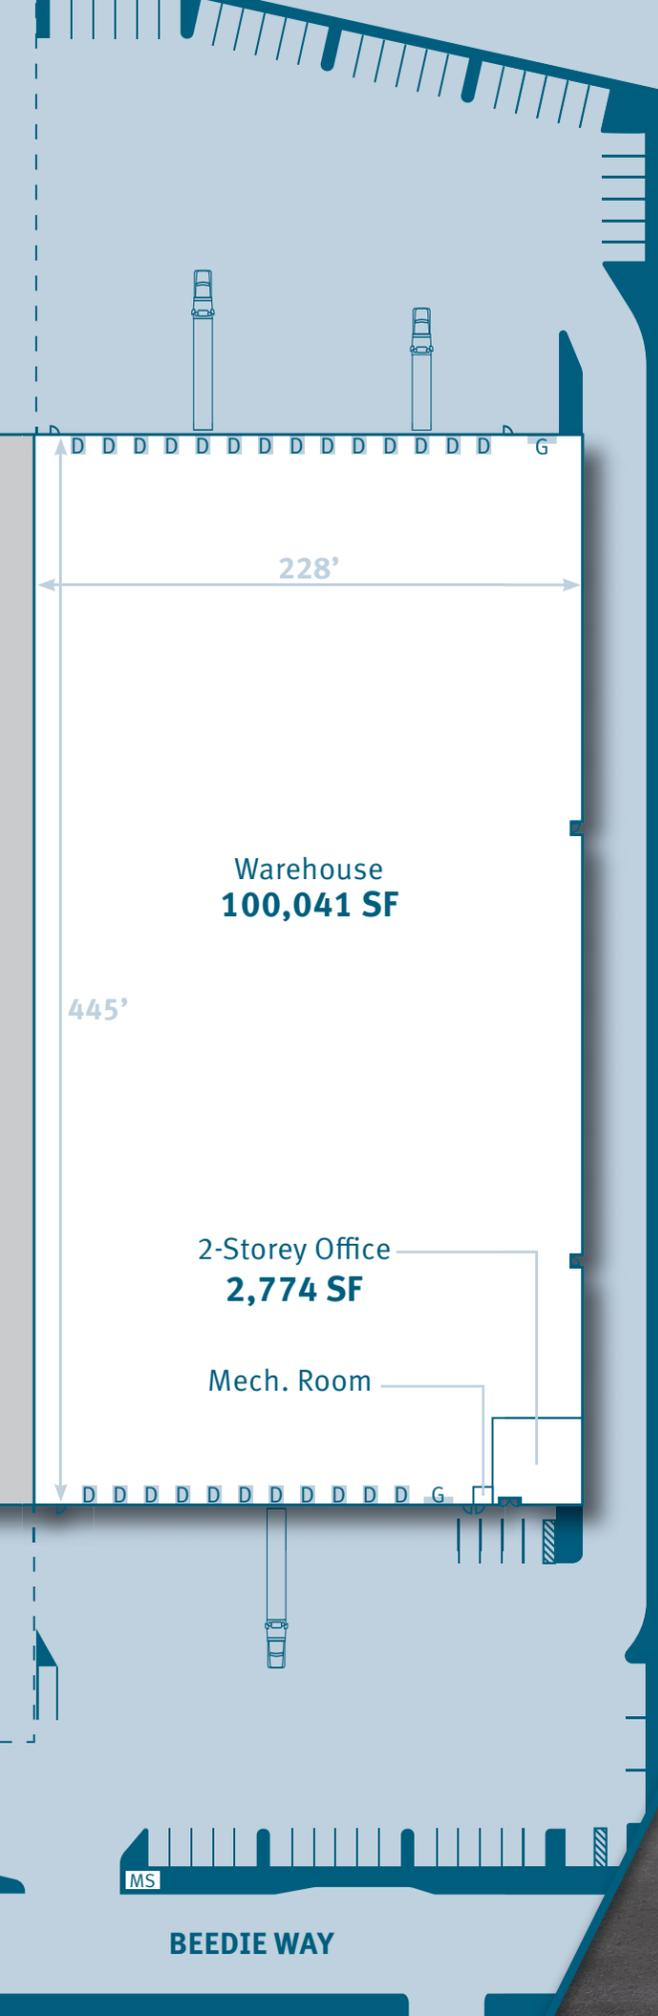 D D D D D D D D D D D D D D G
228’
Warehouse
100,041 SF
445’
2-Storey Office
2,774 SF
Mech. Room
D D D D D D D D D D D G
MS
BEEDIE WAY